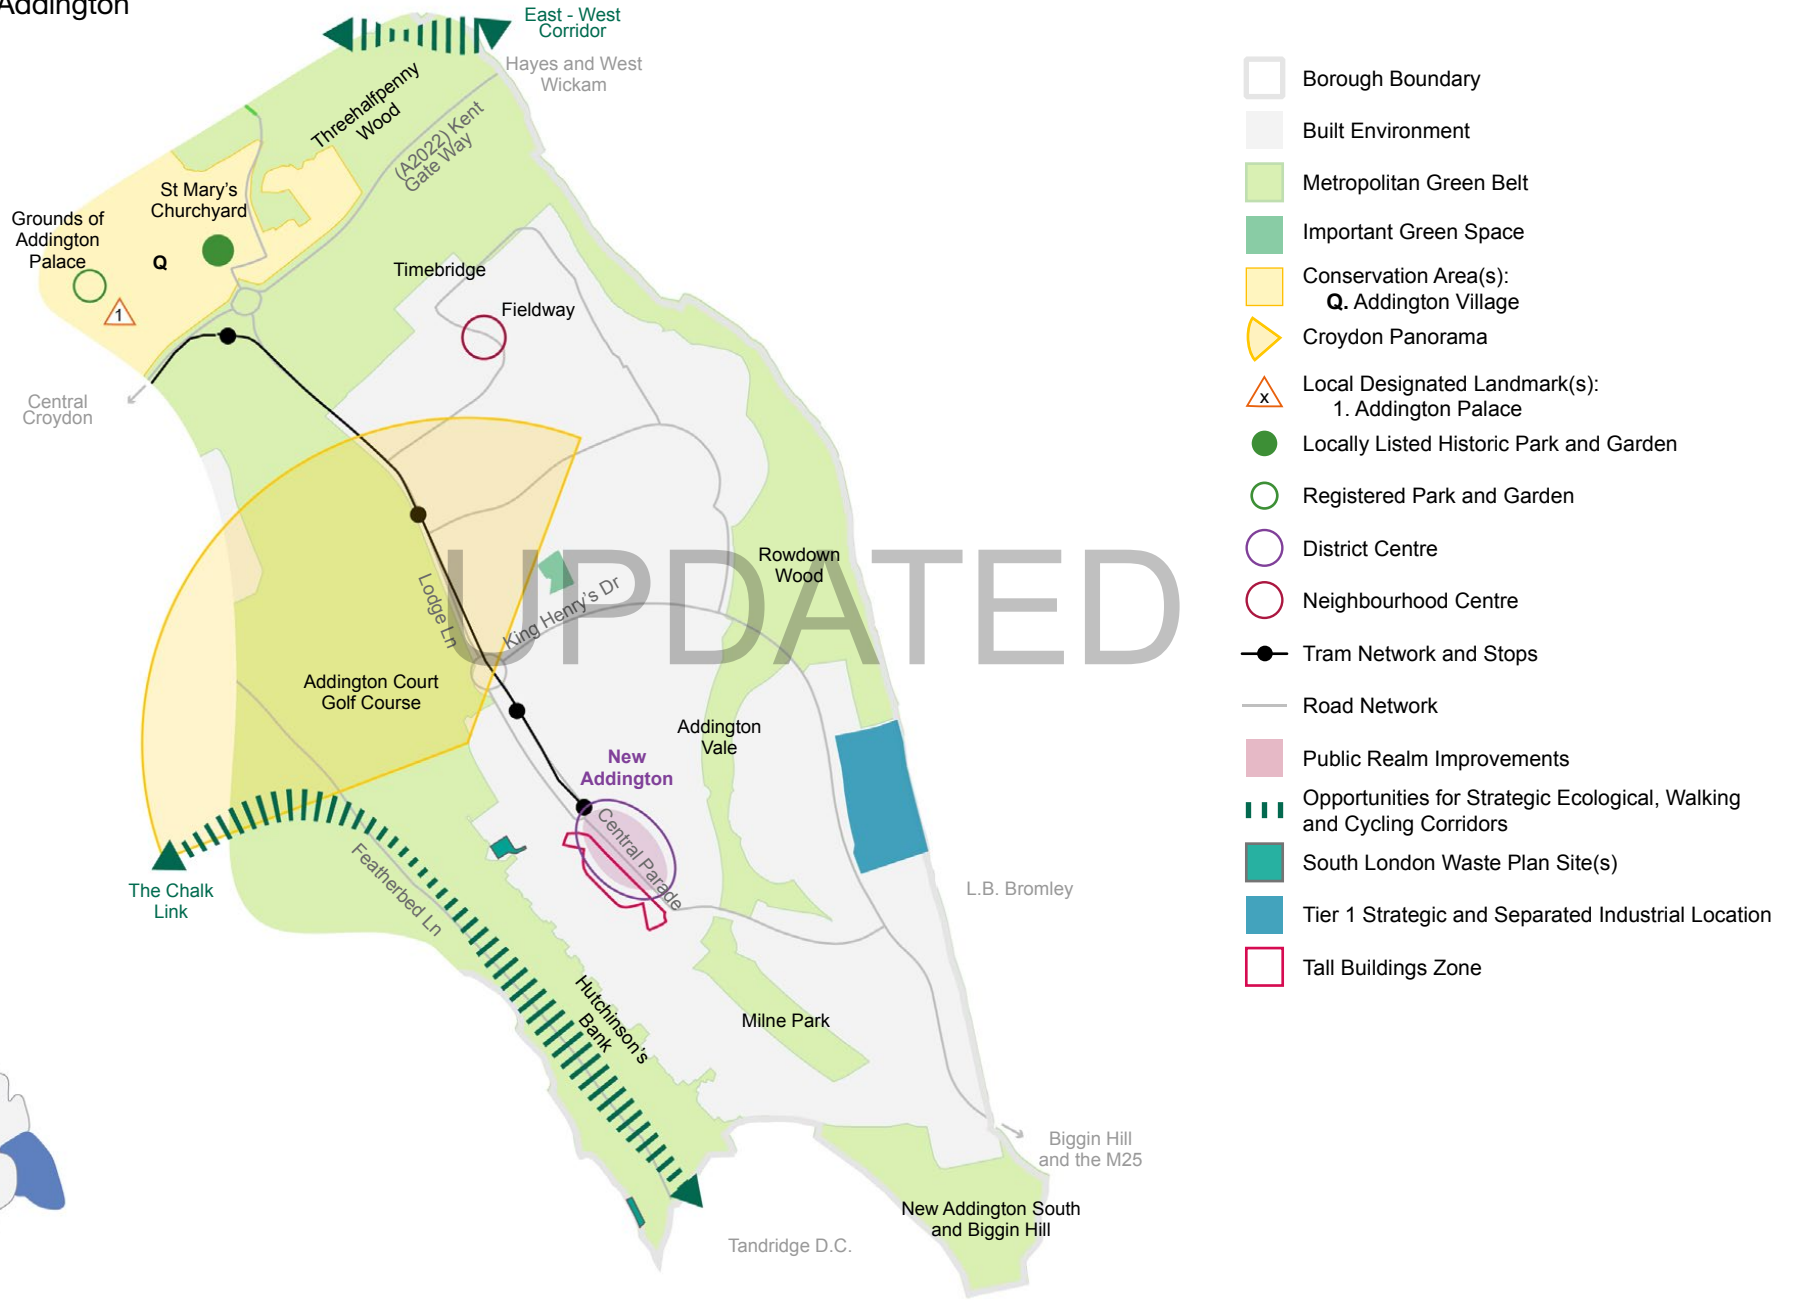 Addington
East - West
Corridor
Hayes and West
Wickam
Threehalfpenny
Wood
(A2022) Kent
Gate Way
St Mary's
Churchyard
Grounds of
Addington
Palace
Q
1
Timebridge
Fieldway
Central
Croydon
Rowdown
Wood
UPDATED
Lodge Ln
King Henry's Dr
Addington Court
Golf Course
Addington
Vale
New
Addington
Central Parade
The Chalk
Link
Featherbed Ln
L.B. Bromley
Hutchinson's
Bank
Milne Park
Biggin Hill
and the M25
New Addington South
and Biggin Hill
Tandridge D.C.
Borough Boundary
Built Environment
Metropolitan Green Belt
Important Green Space
Conservation Area(s):
Q. Addington Village
Croydon Panorama
x
Local Designated Landmark(s):
1. Addington Palace
Locally Listed Historic Park and Garden
Registered Park and Garden
District Centre
Neighbourhood Centre
Tram Network and Stops
Road Network
Public Realm Improvements
Opportunities for Strategic Ecological, Walking
and Cycling Corridors
South London Waste Plan Site(s)
Tier 1 Strategic and Separated Industrial Location
Tall Buildings Zone